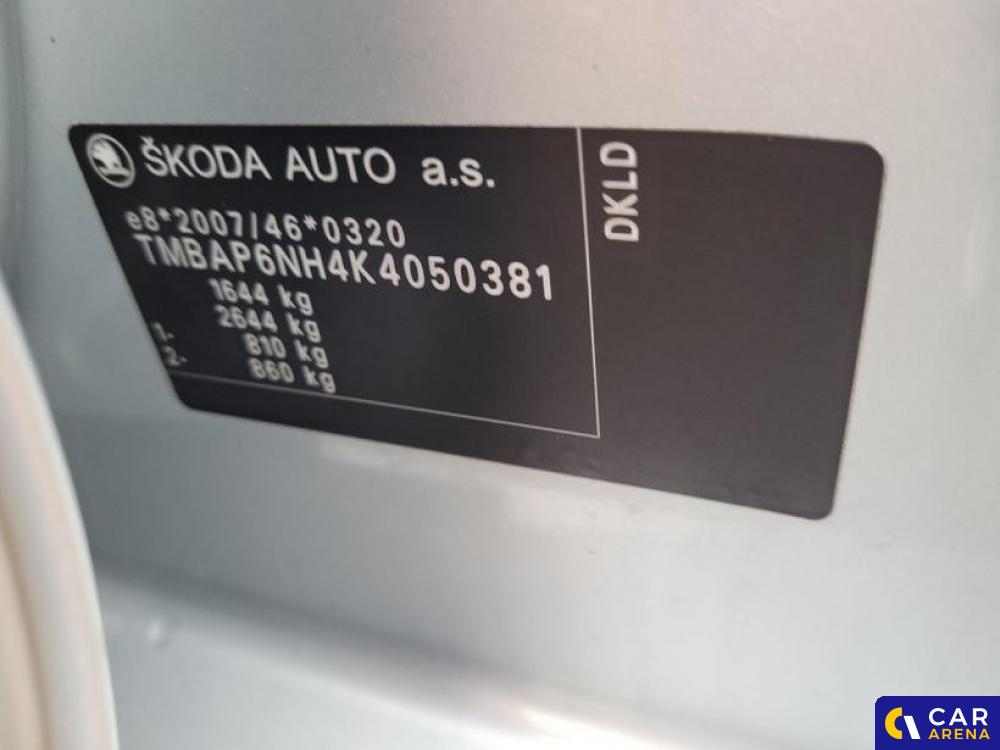 ŠKODA AUTO a.s.
e8*2007/46*0320
TMBAP6NH4K4050381
1644 kg
2644 kg
1- 810 kg
2- 860 kg
DKLD
CAR
ARENA